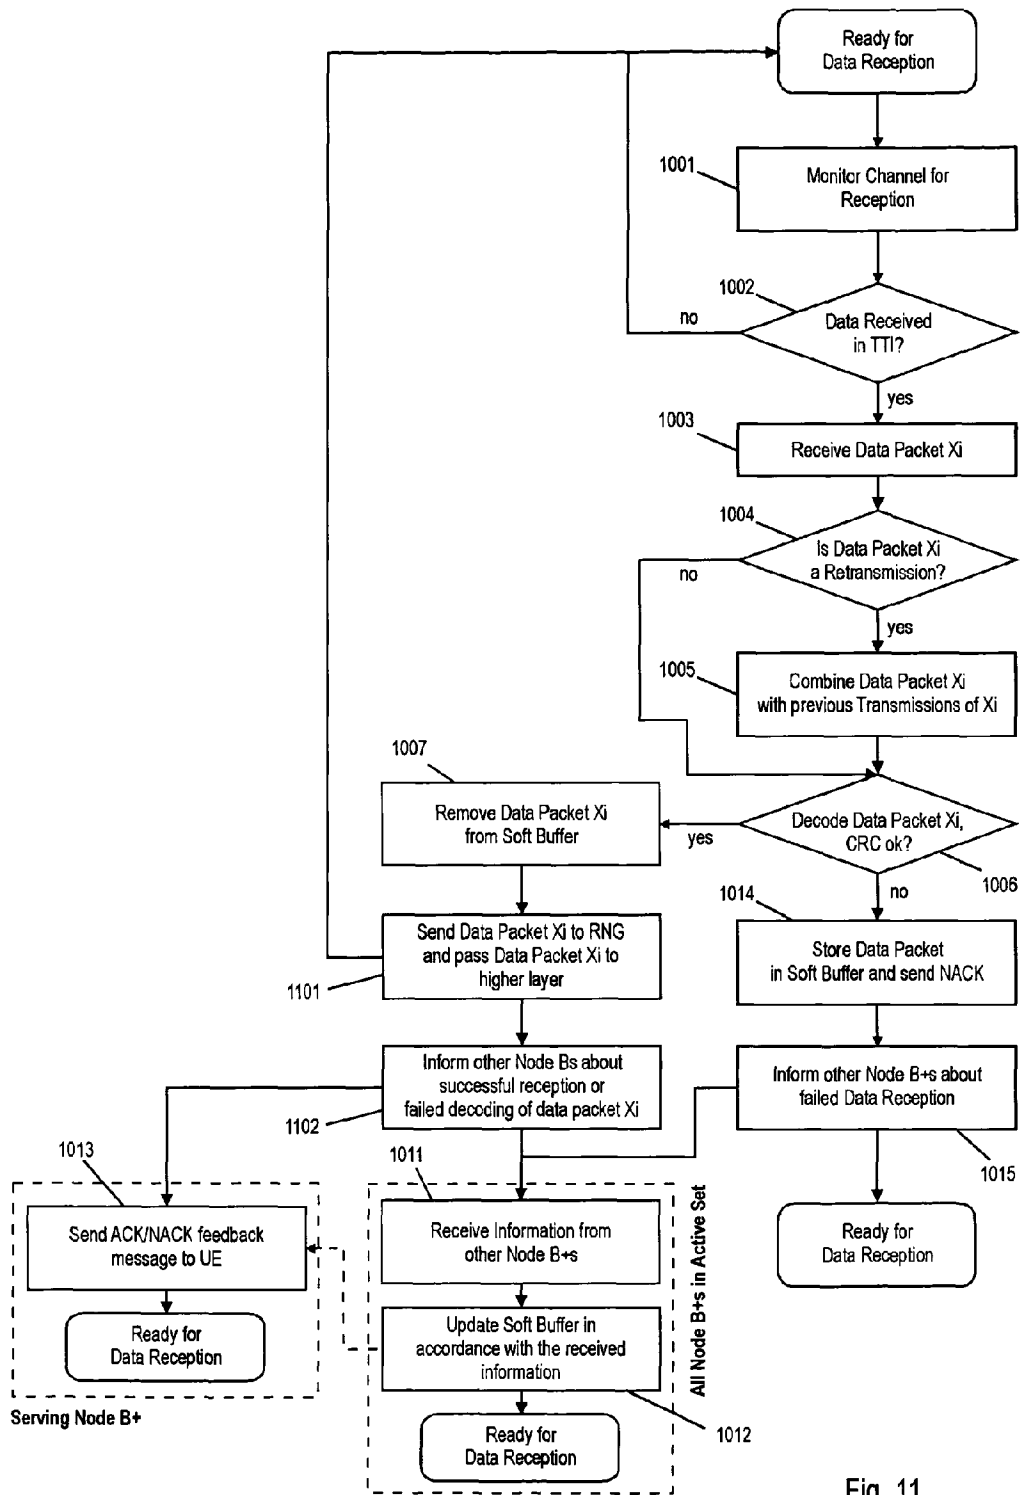 Ready for
Data Reception
1001
Monitor Channel for
Reception
1002
Data Received
in TTI?
no
yes
1003
Receive Data Packet Xi
1004
Is Data Packet Xi
a Retransmission?
no
yes
1005
Combine Data Packet Xi
with previous Transmissions of Xi
1007
Remove Data Packet Xi
from Soft Buffer
yes
Decode Data Packet Xi,
CRC ok?
1006
no
1014
Send Data Packet Xi to RNG
and pass Data Packet Xi to
higher layer
1101
Store Data Packet
in Soft Buffer and send NACK
Inform other Node Bs about
successful reception or
failed decoding of data packet Xi
1102
Inform other Node B+s about
failed Data Reception
1015
1013
Send ACK/NACK feedback
message to UE
Ready for
Data Reception
Serving Node B+
1011
Receive Information from
other Node B+s
Update Soft Buffer in
accordance with the received
information
1012
Ready for
Data Reception
All Node B+s in Active Set
Ready for
Data Reception
Fig. 11